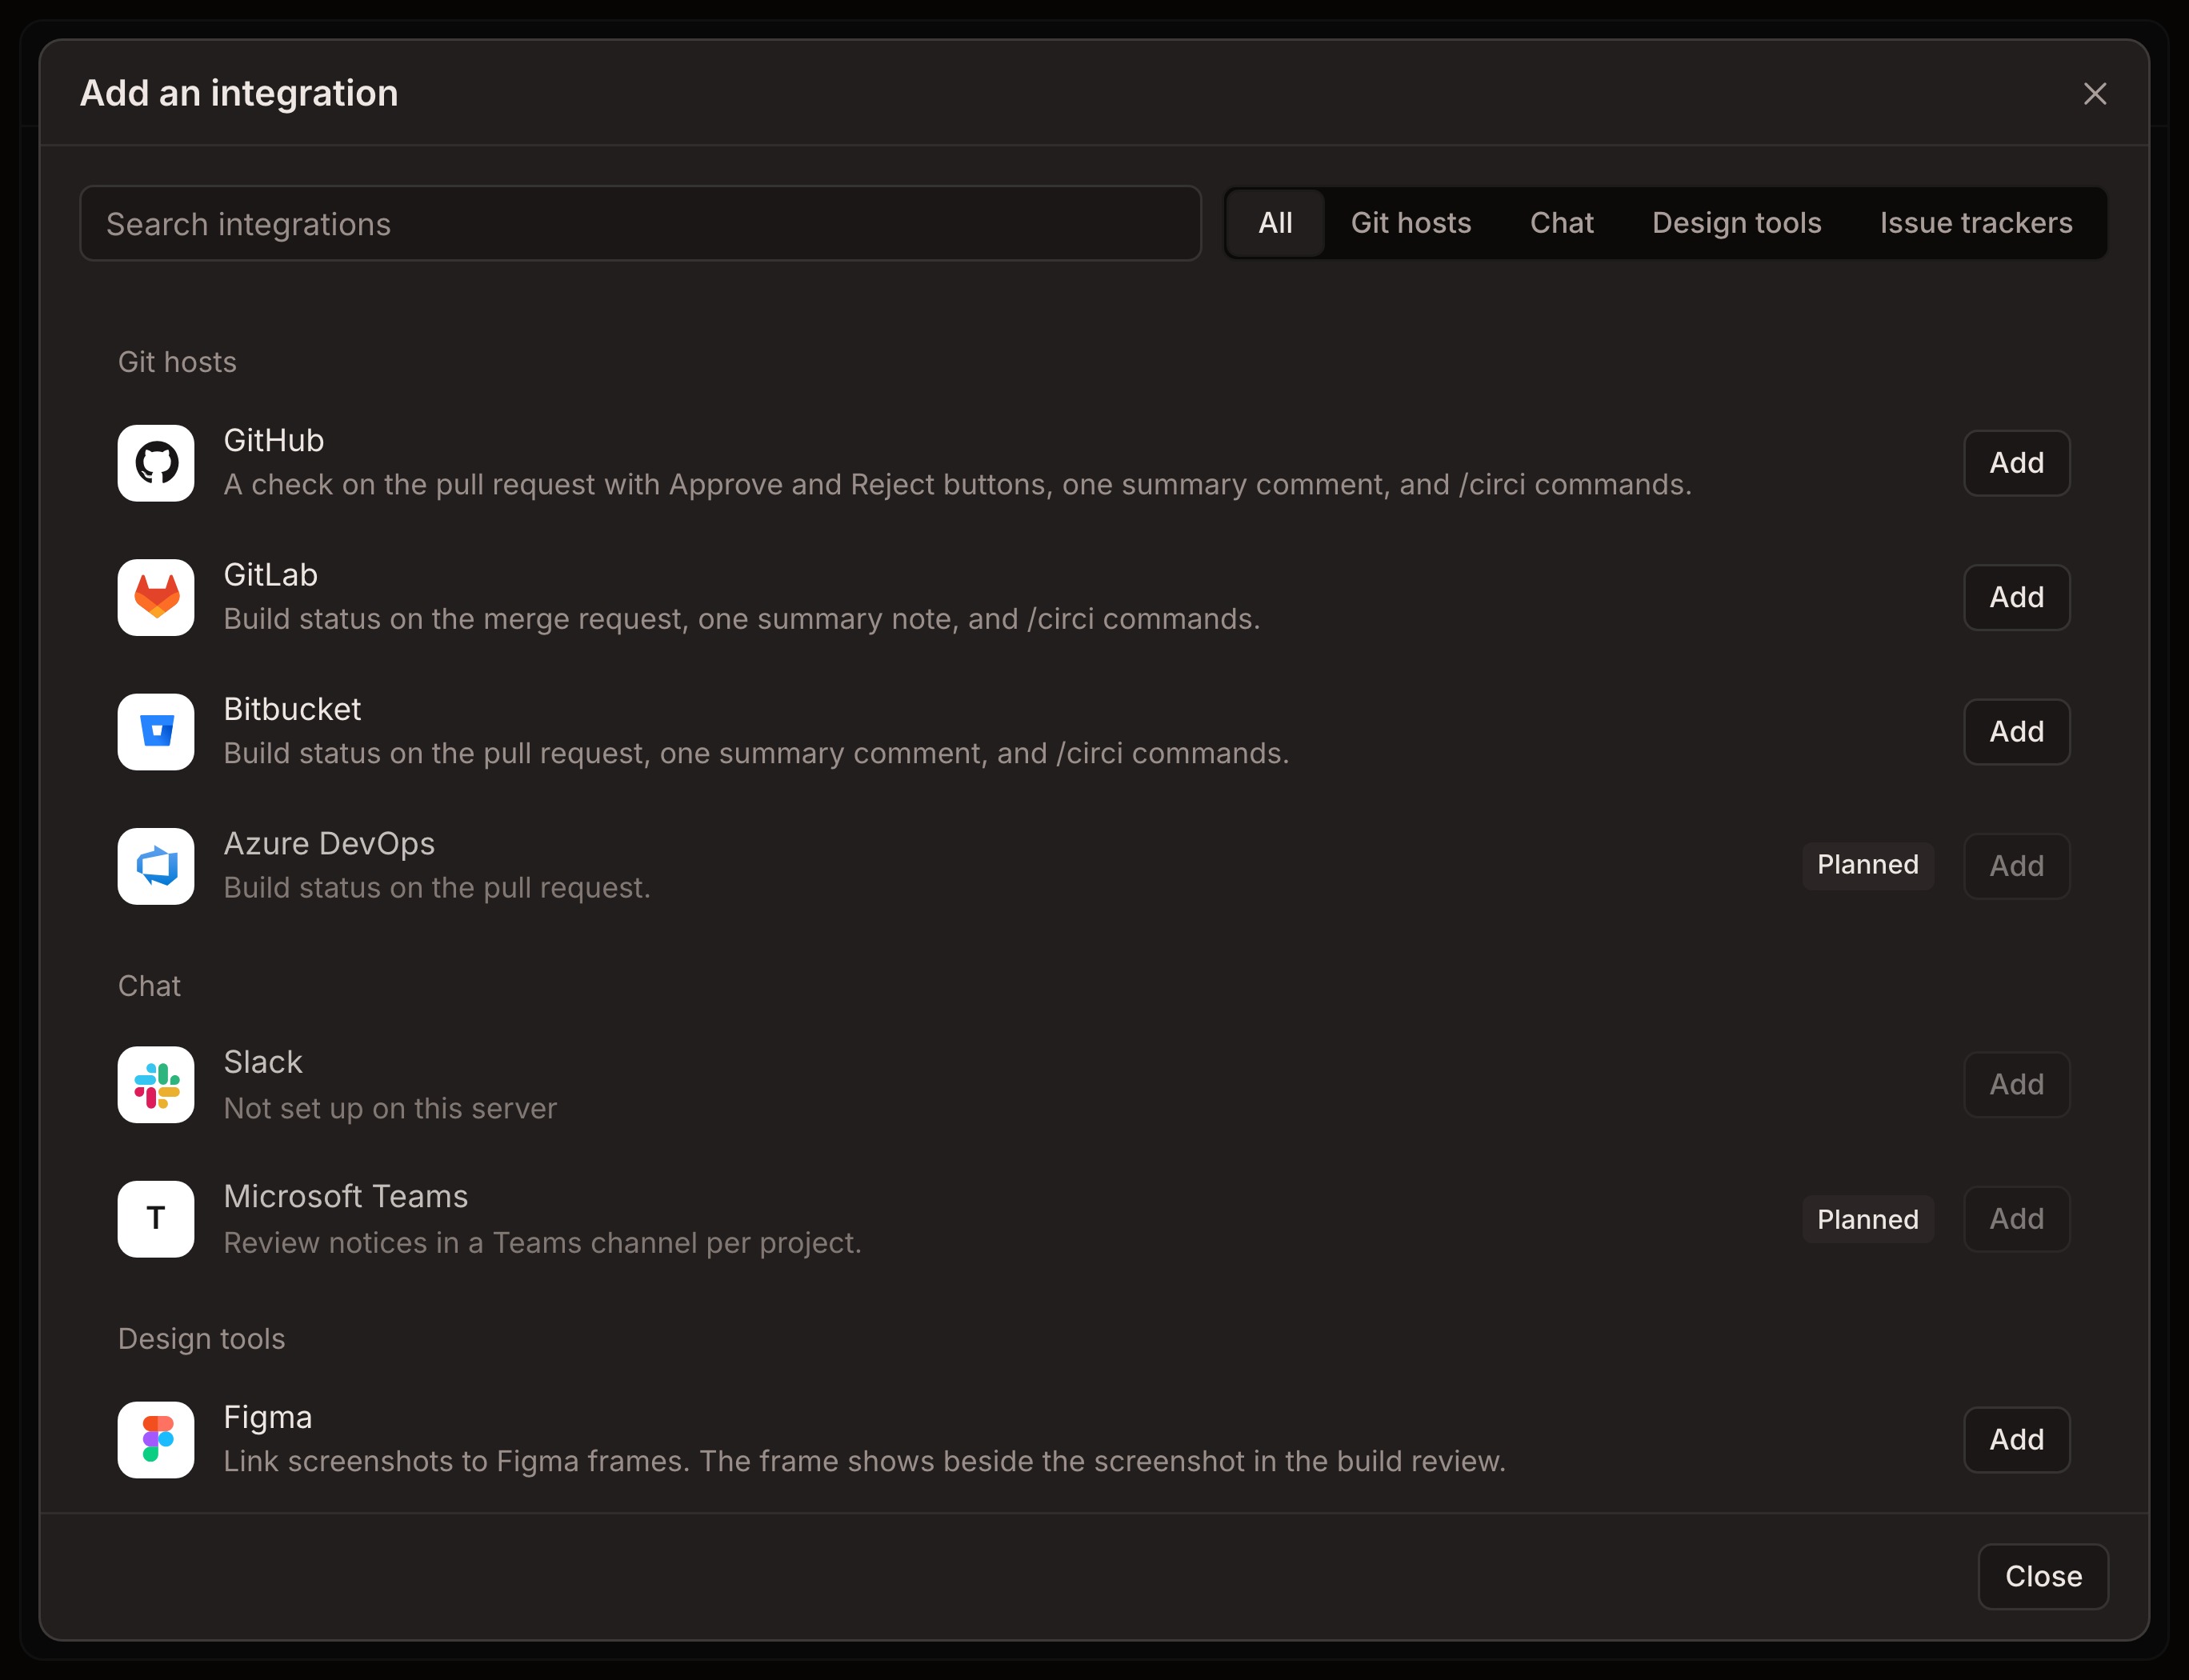 Add an integration
Search integrations
All
Git hosts
Chat
Design tools
Issue trackers
Git hosts
GitHub
A check on the pull request with Approve and Reject buttons, one summary comment, and /circi commands.
Add
GitLab
Build status on the merge request, one summary note, and /circi commands.
Add
Bitbucket
Build status on the pull request, one summary comment, and /circi commands.
Add
Azure DevOps
Build status on the pull request.
Planned
Add
Chat
Slack
Not set up on this server
Add
T
Microsoft Teams
Review notices in a Teams channel per project.
Planned
Add
Design tools
Figma
Link screenshots to Figma frames. The frame shows beside the screenshot in the build review.
Add
Close